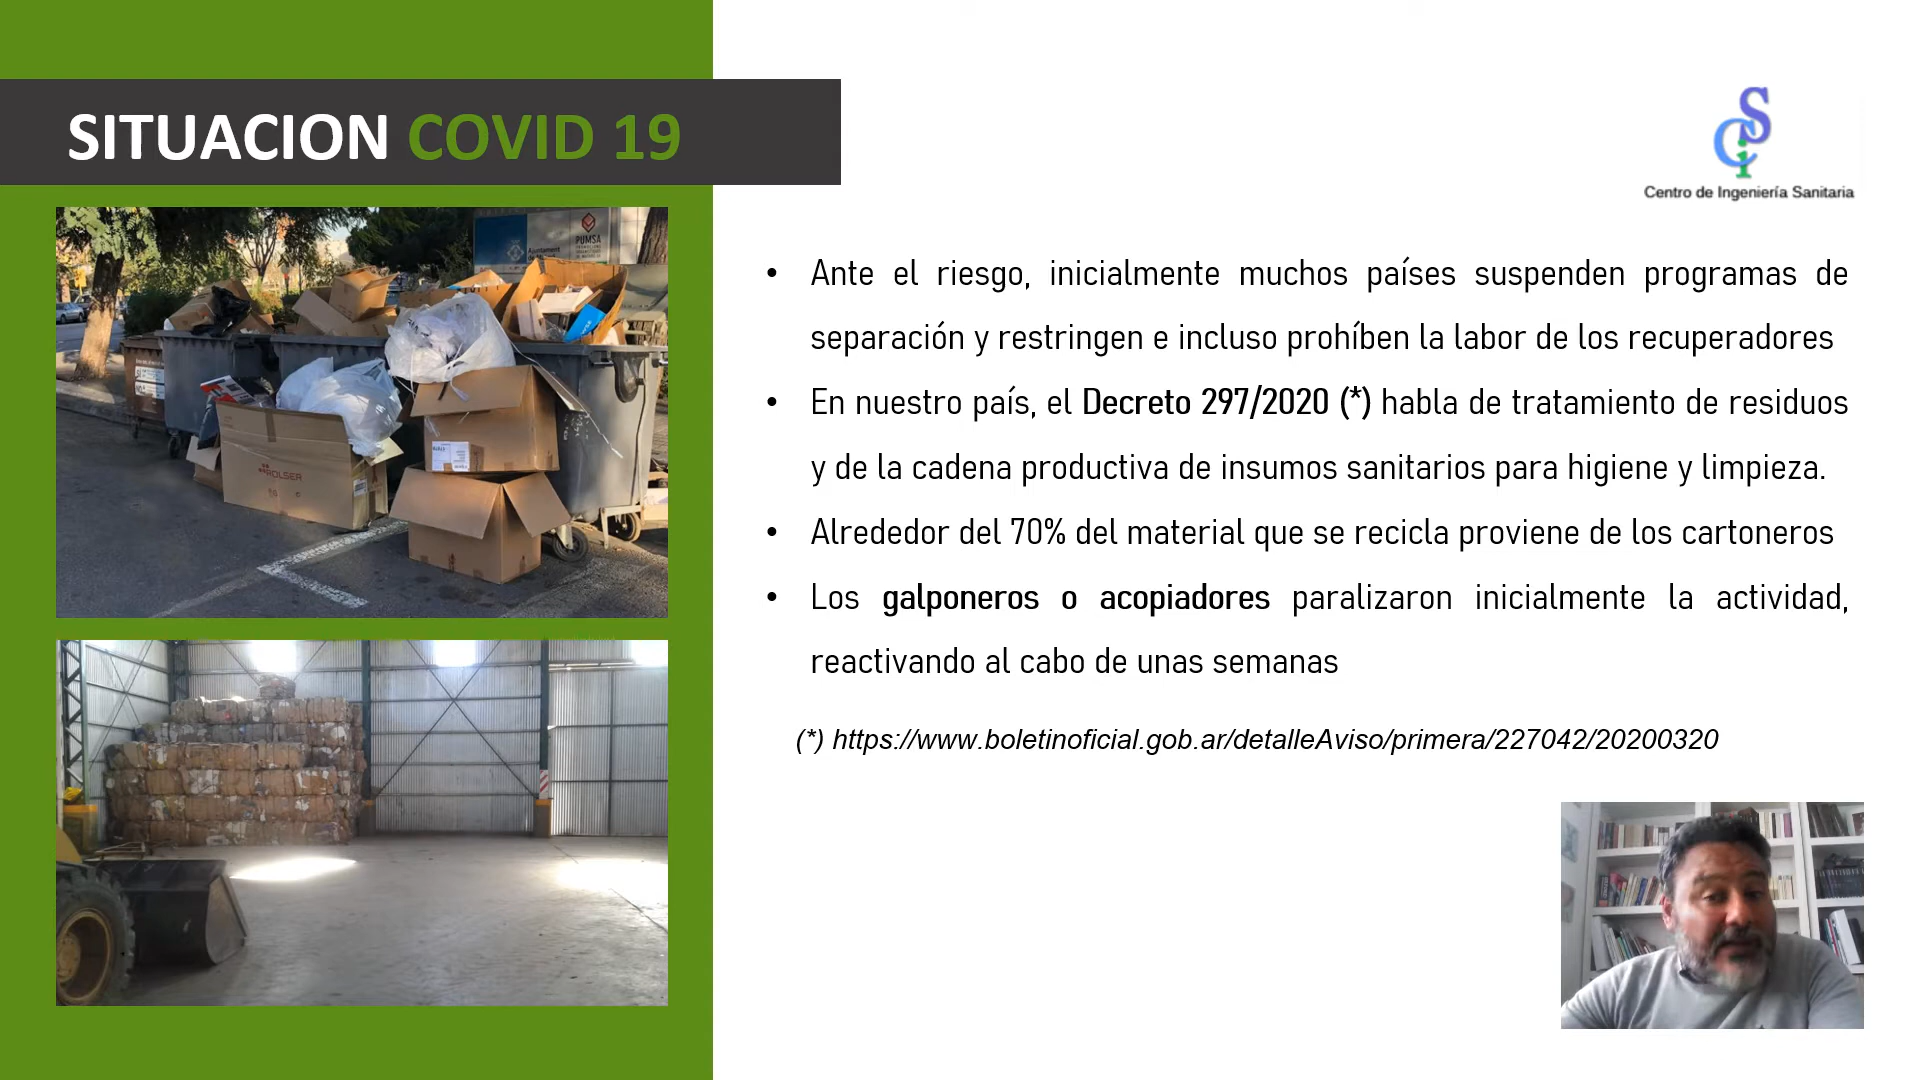 SITUACION COVID 19
CSi
Centro de Ingeniería Sanitaria
Ajuntament
PUMSA
• Ante el riesgo, inicialmente muchos países suspenden programas de
separación y restringen e incluso prohíben la labor de los recuperadores
• En nuestro país, el Decreto 297/2020 (*) habla de tratamiento de residuos
y de la cadena productiva de insumos sanitarios para higiene y limpieza.
• Alrededor del 70% del material que se recicla proviene de los cartoneros
• Los galponeros o acopiadores paralizaron inicialmente la actividad,
reactivando al cabo de unas semanas
ROLSER
(*) https://www.boletinoficial.gob.ar/detalleAviso/primera/227042/20200320